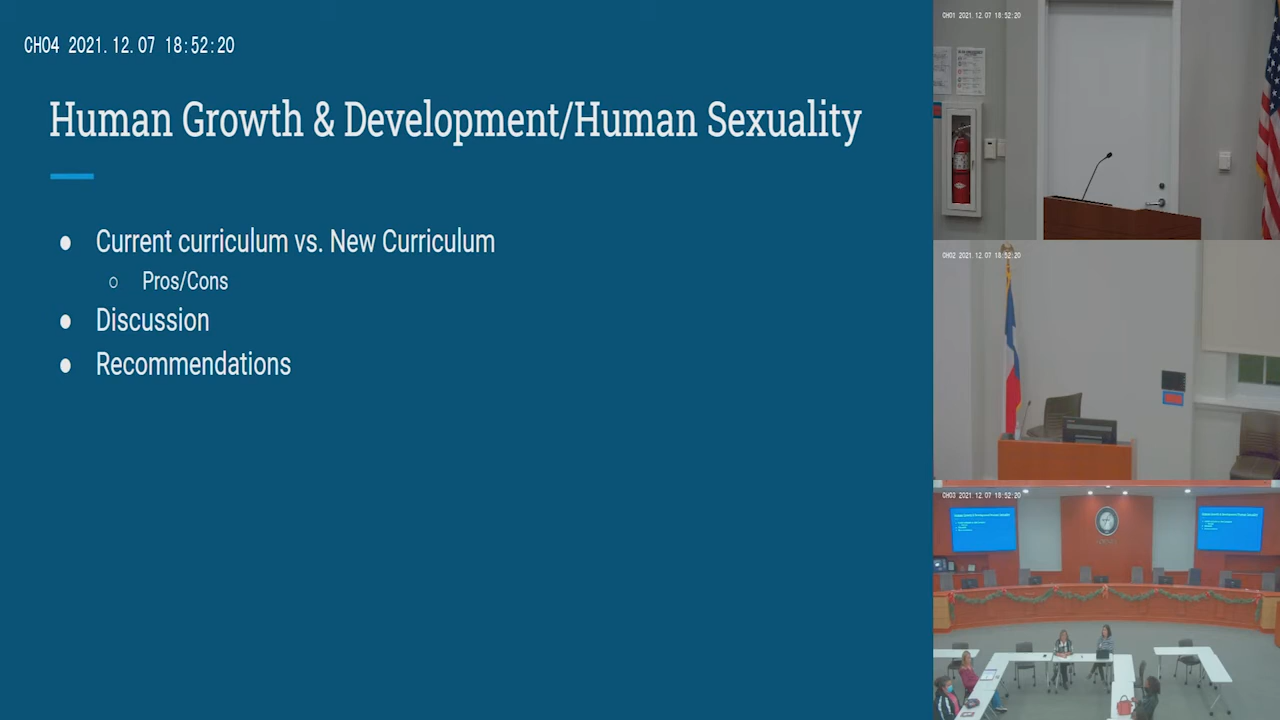 CH04 2021.12.07 18:52:20
Human Growth & Development/Human Sexuality
● Current curriculum vs. New Curriculum
○ Pros/Cons
● Discussion
● Recommendations
CH01 2021.12.07 18:52:20
CH02 2021.12.07 18:52:20
CH03 2021.12.07 18:52:20